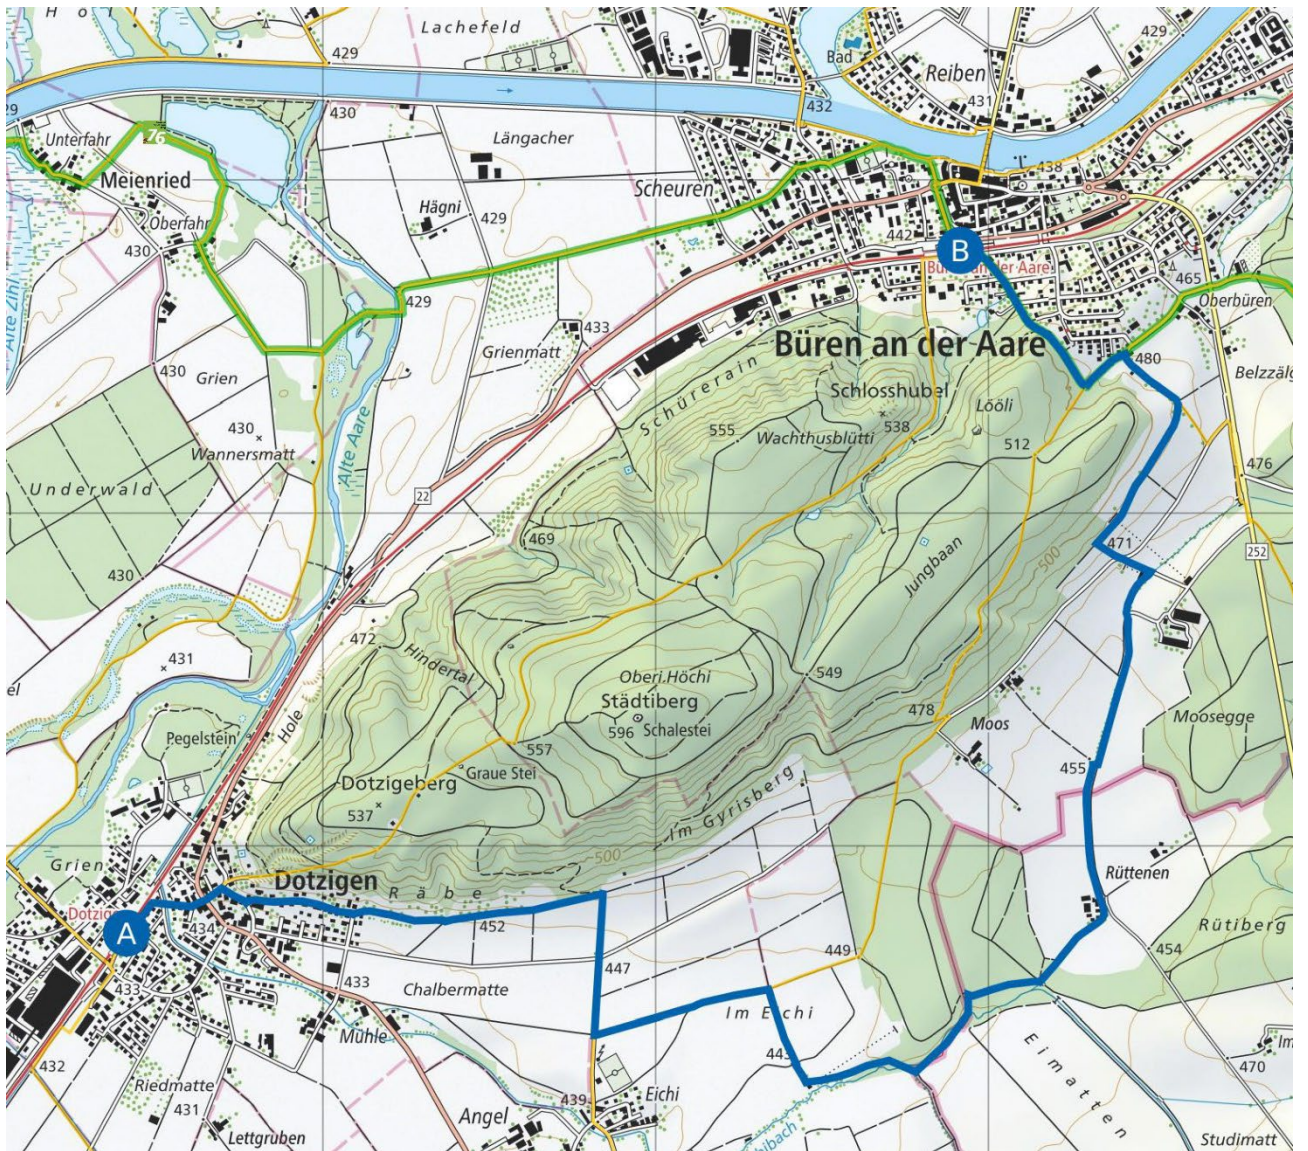 Lachefeld
429
429
Bad
Reiben
431
432
430
Unterfahr
76
Längacher
Meienried
Scheuren
438
Hägni
429
Oberfahr
430
442
B
Büren an der Aare
465
Oberbüren
429
433
Grienmatt
Büren an der Aare
480
430
Grien
Belzzälg
Schürerain
Schlosshubel
Lööli
538
555
Wachthusblütti
512
430
Wannersmatt
Alte Aare
Alte Zihl
476
Underwald
22
469
471
252
500
Jungbaan
430
472
431
Hindertal
Oberi Höchi
549
Städtiberg
596
Schalestei
478
Moos
Moosegge
Hole
Pegelstein
557
Graue Stei
455
Dotzigeberg
537
Im Gyrisberg
500
Grien
Dotzigen
Räbe
Rüttenen
A
434
452
449
454
Rütiberg
447
433
433
Chalbermatte
Im Eichi
Mühle
432
Eimatten
470
Riedmatte
431
439
Eichi
Angel
Lettgruben
Studimatt